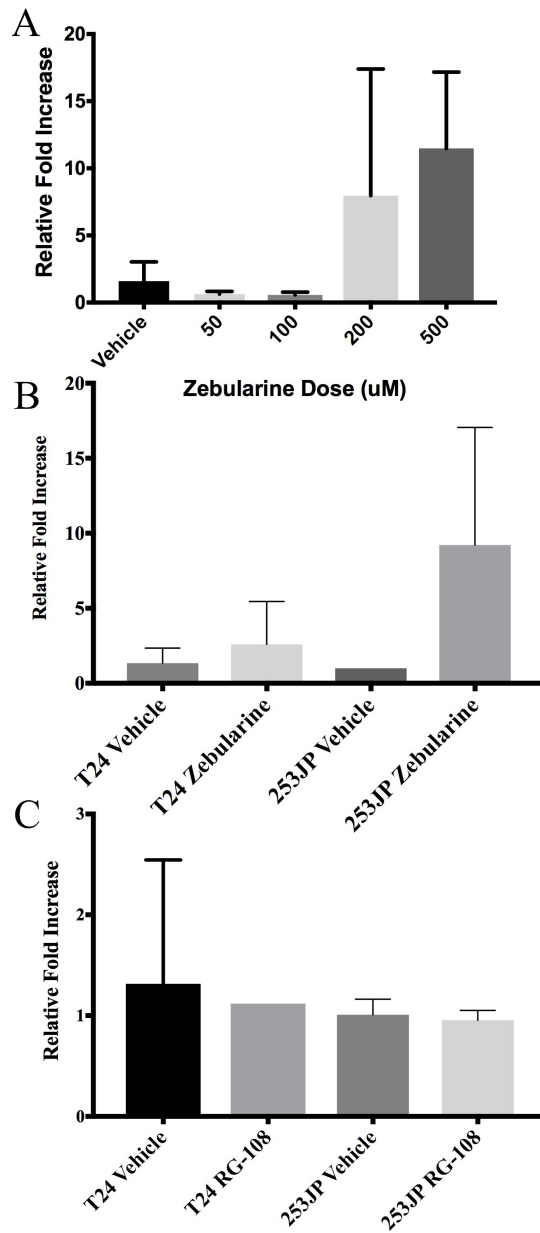 A
Relative Fold Increase
20
15
10
5
0
Vehicle
50
100
200
500
Zebularine Dose (uM)
B
Relative Fold Increase
20
15
10
5
0
T24 Vehicle
T24 Zebularine
253JP Vehicle
253JP Zebularine
C
Relative Fold Increase
3
2
1
0
T24 Vehicle
T24 RG-108
253JP Vehicle
253JP RG-108